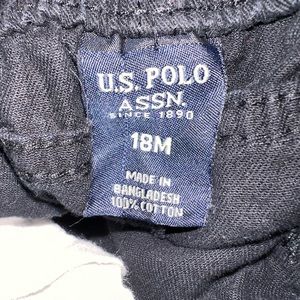 U.S. POLO
ASSN.
SINCE 1890
18M
MADE IN
BANGLADESH
100% COTTON